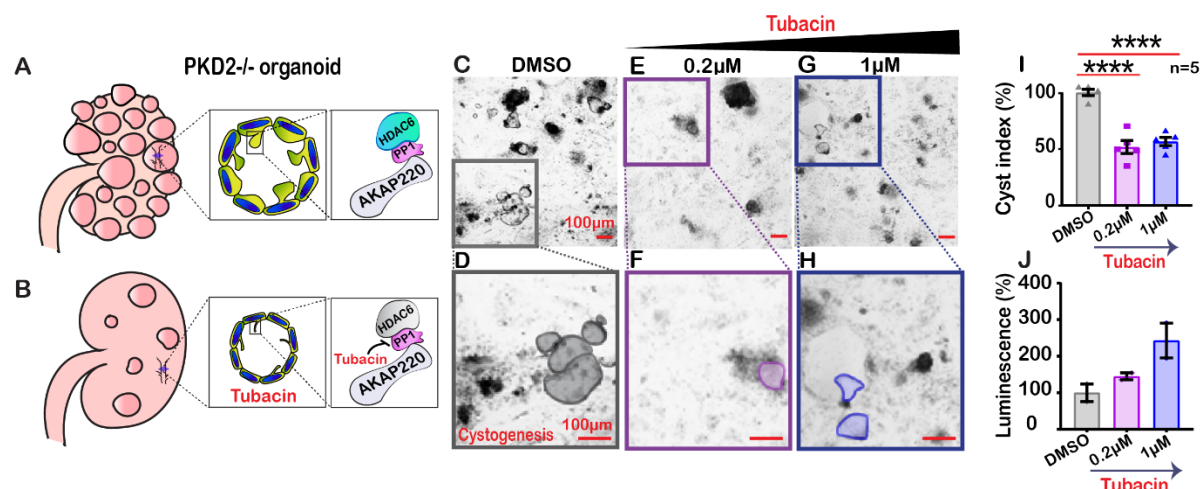 Tubacin
A
PKD2-/- organoid
HDAC6
PP1
AKAP220
B
Tubacin
HDAC6
PP1
Tubacin
AKAP220
C
DMSO
100µm
E
0.2µM
G
1µM
D
Cystogenesis
100µm
F
H
I
****
****
n=5
Cyst index (%)
100
50
0
DMSO
0.2µM
1µM
Tubacin
J
Luminescence (%)
400
300
200
100
0
DMSO
0.2µM
1µM
Tubacin